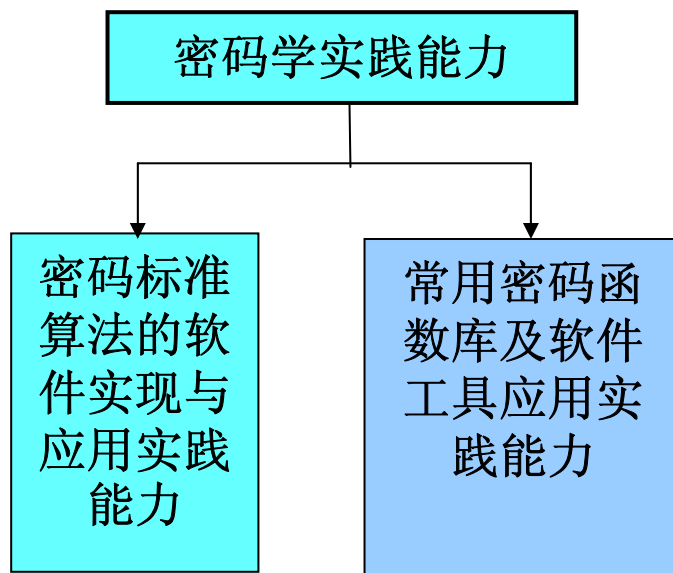 密码学实践能力
密码标准
算法的软
件实现与
应用实践
能力
常用密码函
数库及软件
工具应用实
践能力